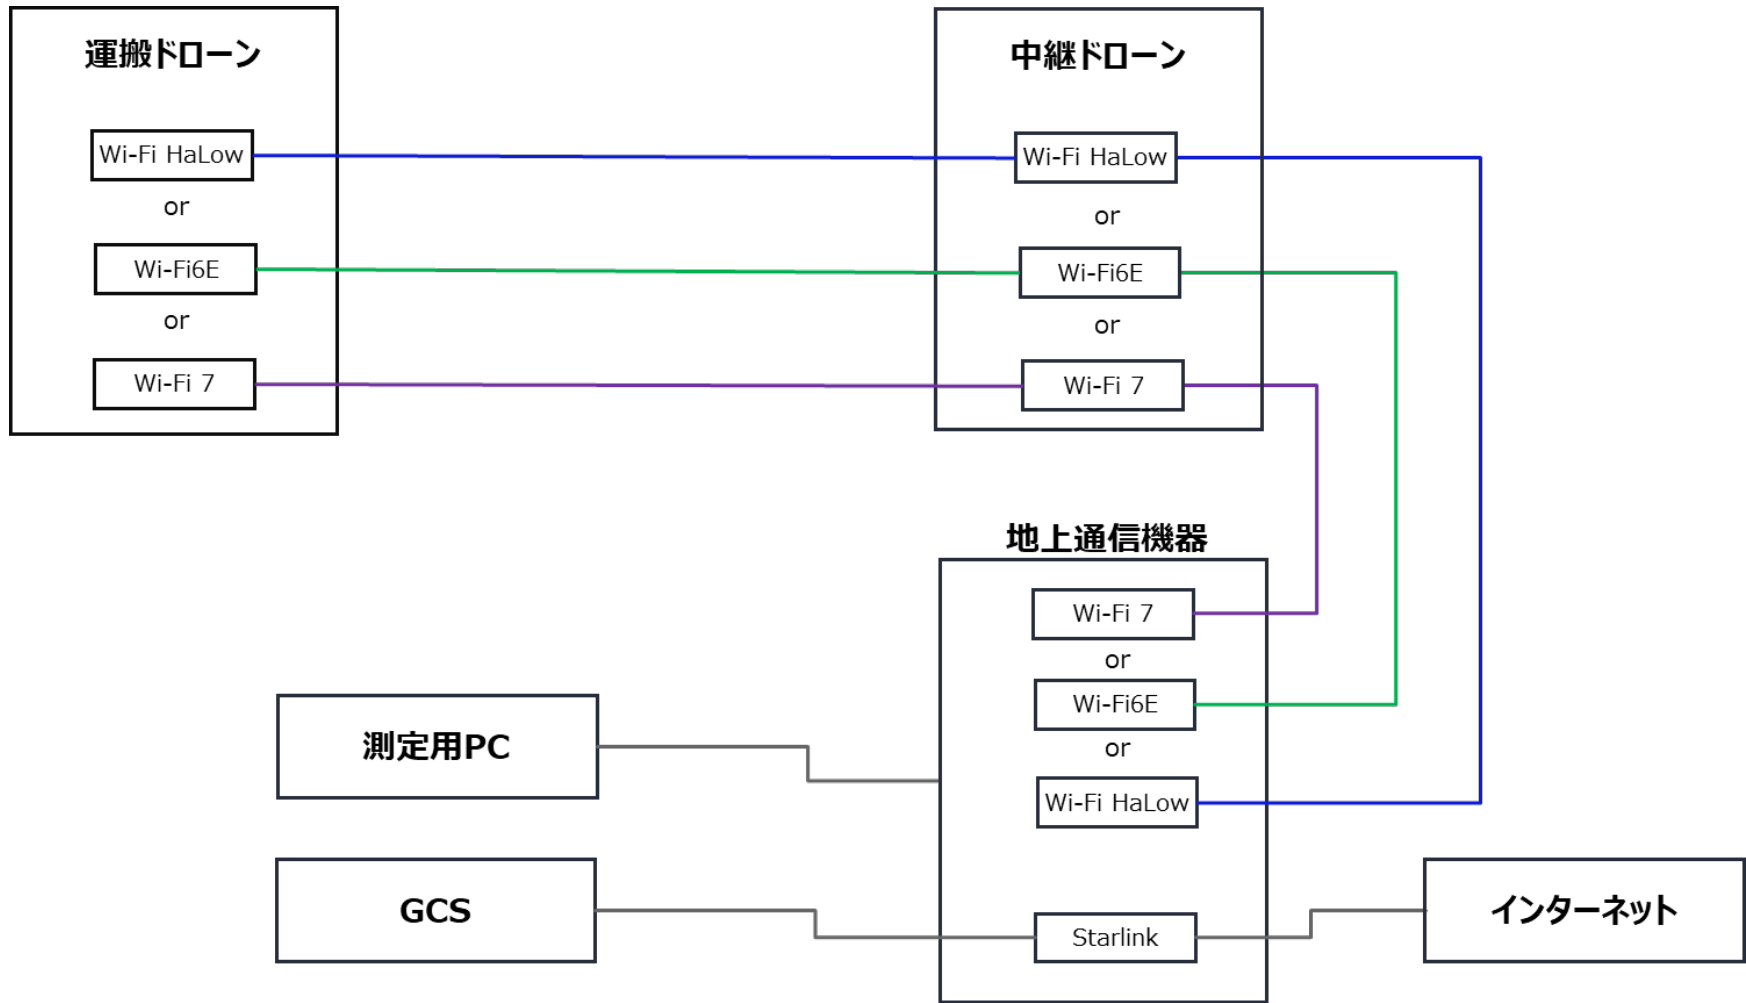 運搬ドローン
Wi-Fi HaLow
or
Wi-Fi6E
or
Wi-Fi 7
中継ドローン
Wi-Fi HaLow
or
Wi-Fi6E
or
Wi-Fi 7
地上通信機器
Wi-Fi 7
or
Wi-Fi6E
or
Wi-Fi HaLow
Starlink
測定用PC
GCS
インターネット